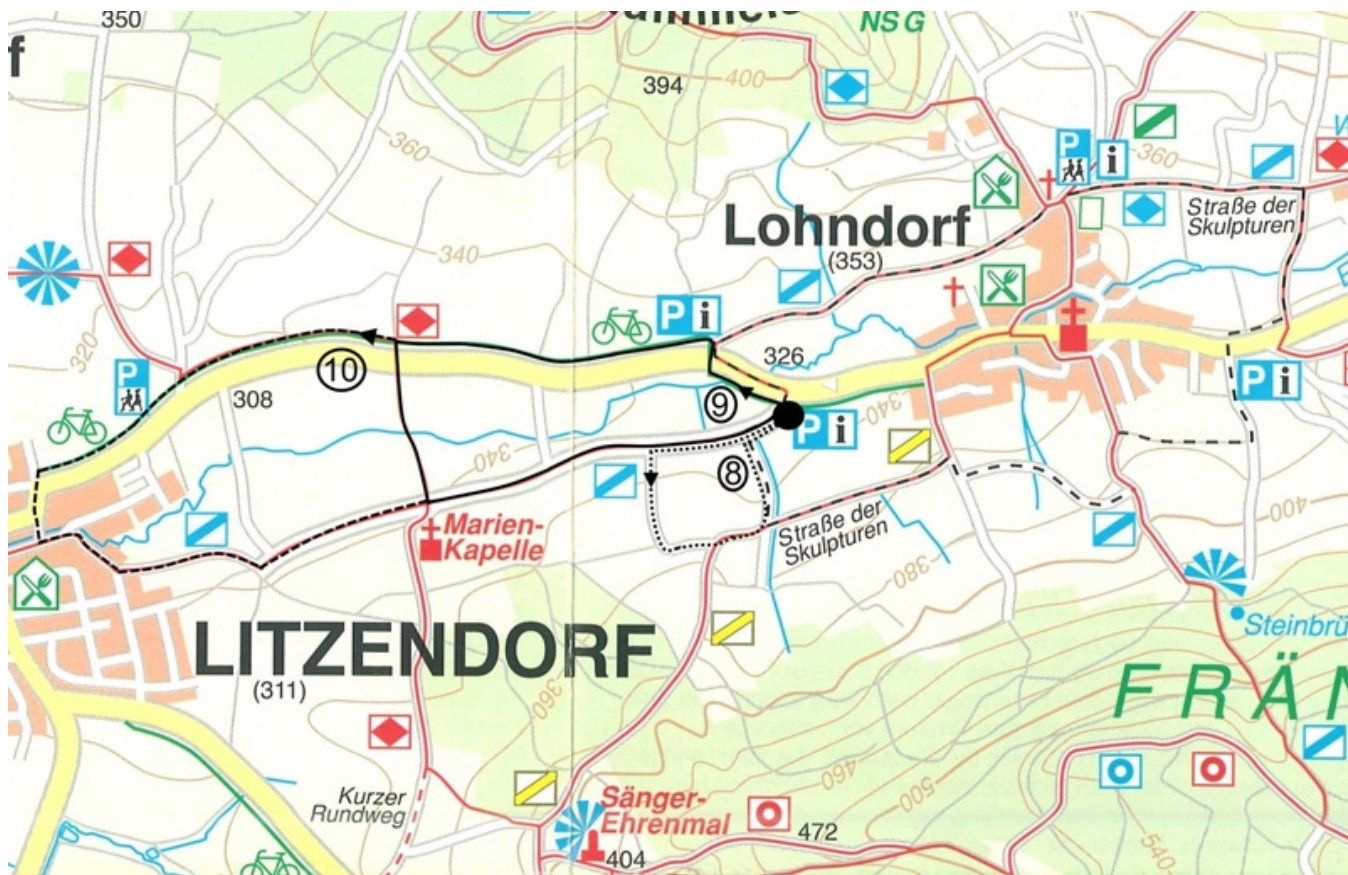 350
f
NSG
394
400
360
360
P
i
Straße der
Skulpturen
Lohndorf
(353)
340
P i
320
326
10
9
P
308
340
340
P i
P i
8
400
Marien-
Kapelle
Straße der
Skulpturen
380
Steinbrü
LITZENDORF
(311)
360
FRÄN
460
500
Kurzer
Rundweg
Sänger-
Ehrenmal
472
404
540